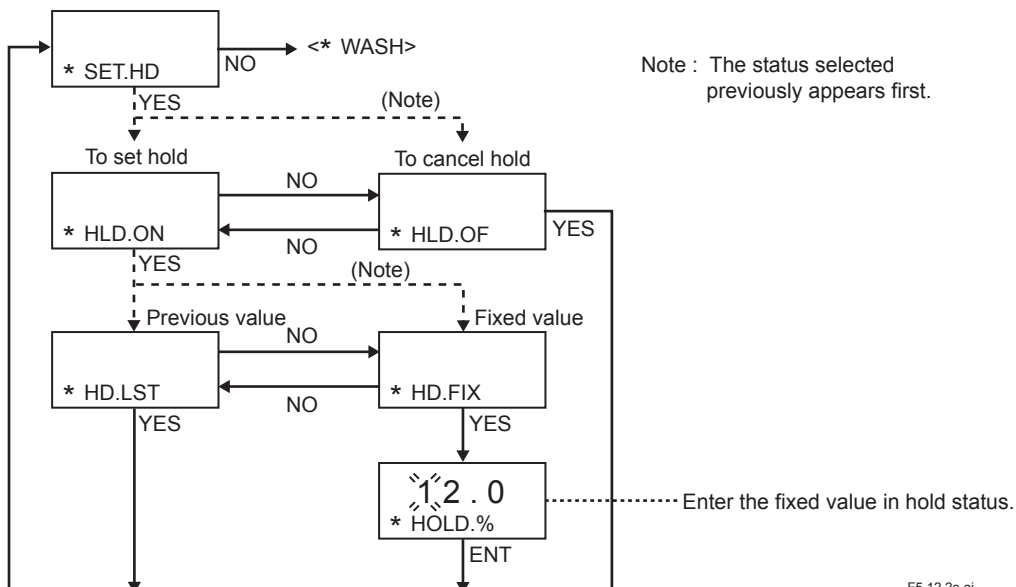 <* WASH>
* SET.HD
NO
Note : The status selected
previously appears first.
YES
(Note)
To set hold
To cancel hold
NO
* HLD.ON
* HLD.OF
YES
NO
YES
(Note)
Previous value
Fixed value
NO
* HD.LST
* HD.FIX
NO
YES
YES
12.0
* HOLD.%
Enter the fixed value in hold status.
ENT